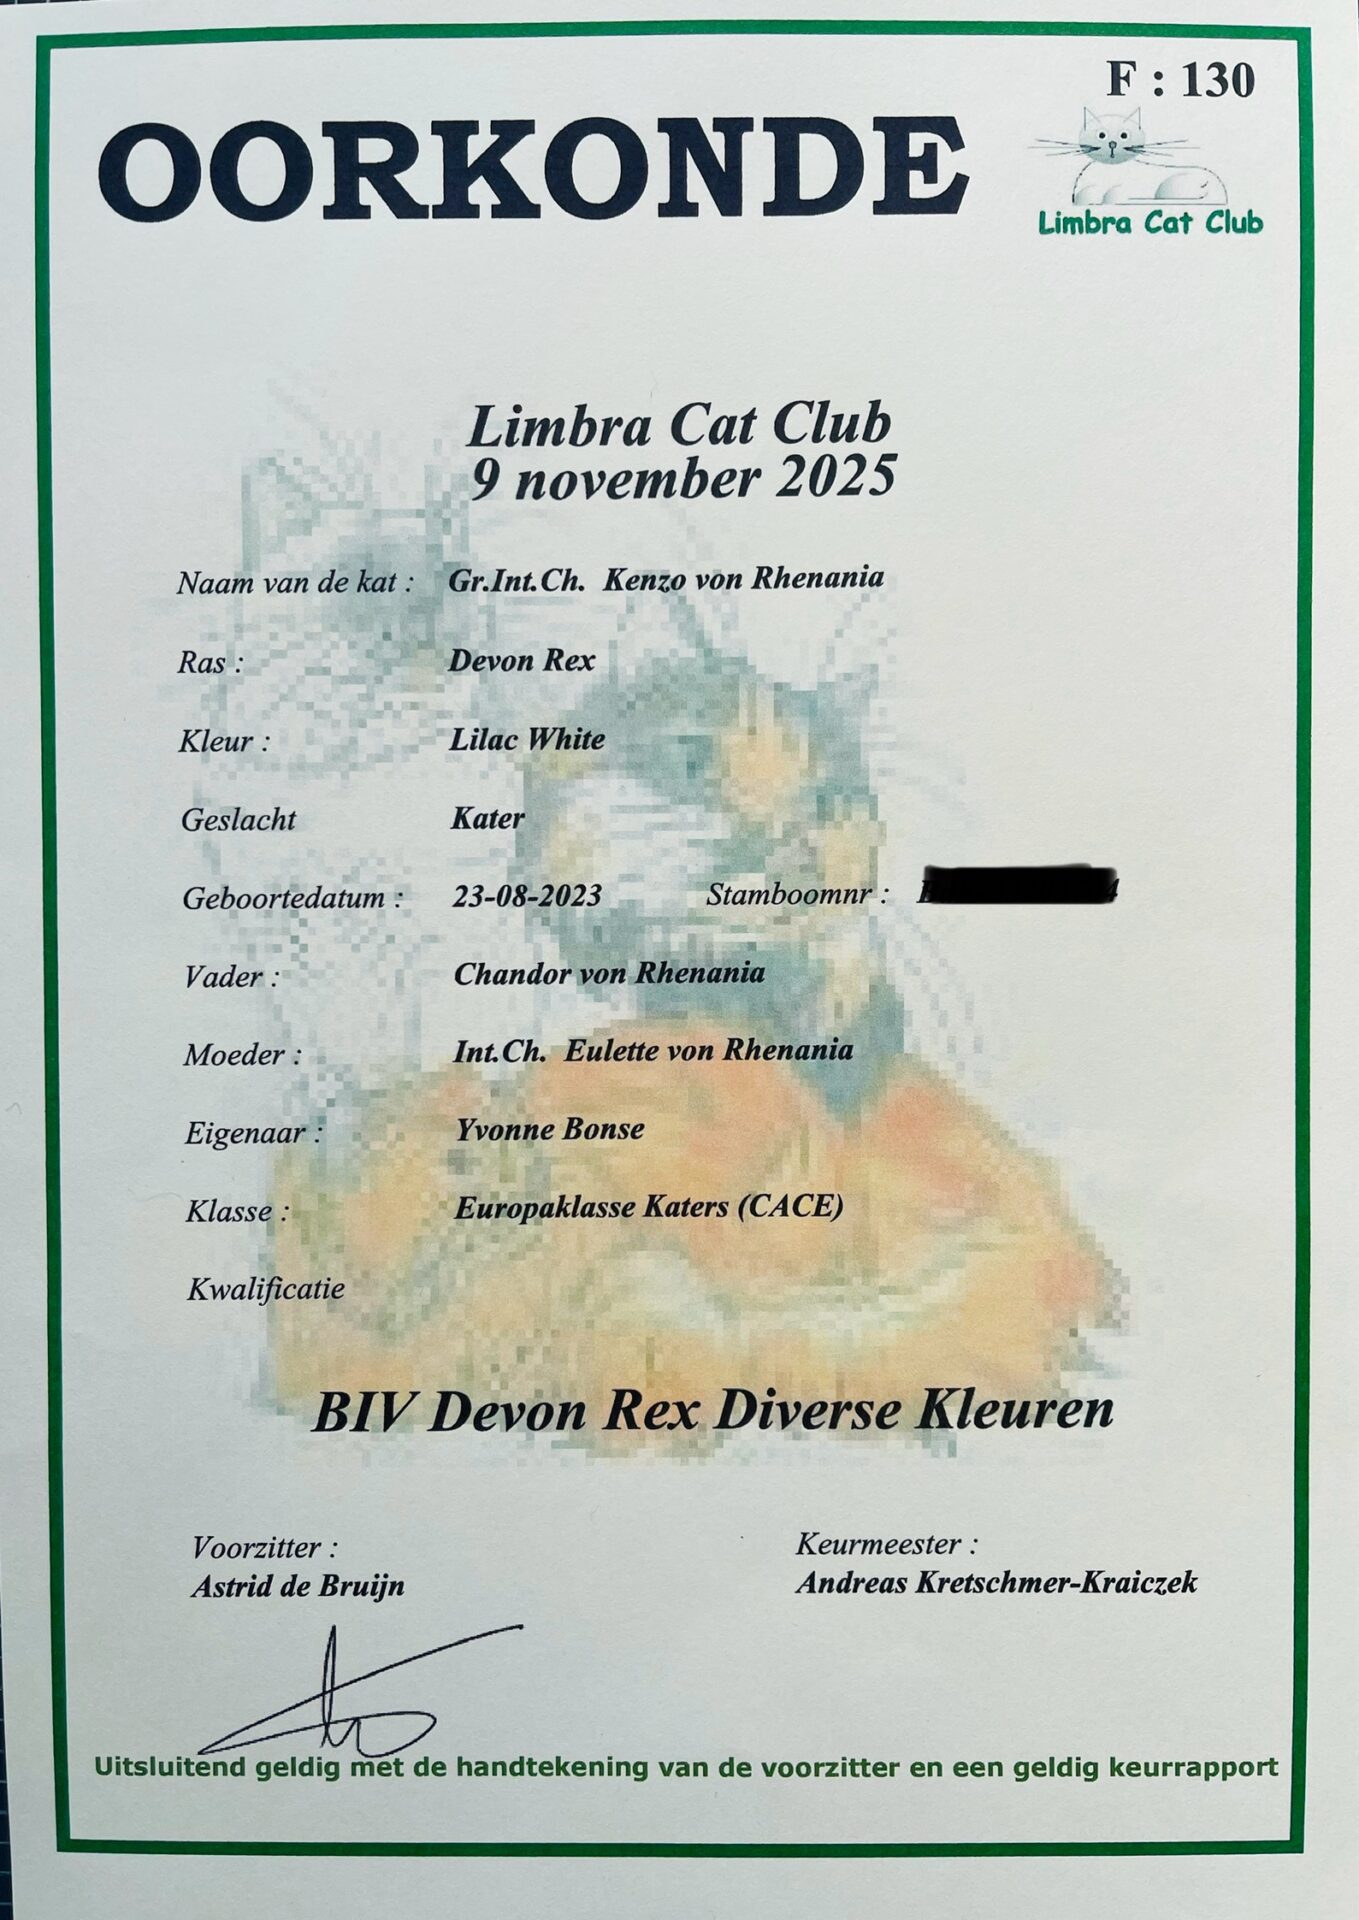 F : 130
OORKONDE
Limbra Cat Club
Limbra Cat Club
9 november 2025
Naam van de kat : Gr.Int.Ch. Kenzo von Rhenania
Ras : Devon Rex
Kleur : Lilac White
Geslacht Kater
Geboortedatum : 23-08-2023 Stamboomnr :
Vader : Chandor von Rhenania
Moeder : Int.Ch. Eulette von Rhenania
Eigenaar : Yvonne Bonse
Klasse : Europaklasse Katers (CACE)
Kwalificatie
BIV Devon Rex Diverse Kleuren
Voorzitter : Keurmeester :
Astrid de Bruijn Andreas Kretschmer-Kraiczek
Uitsluitend geldig met de handtekening van de voorzitter en een geldig keurrapport